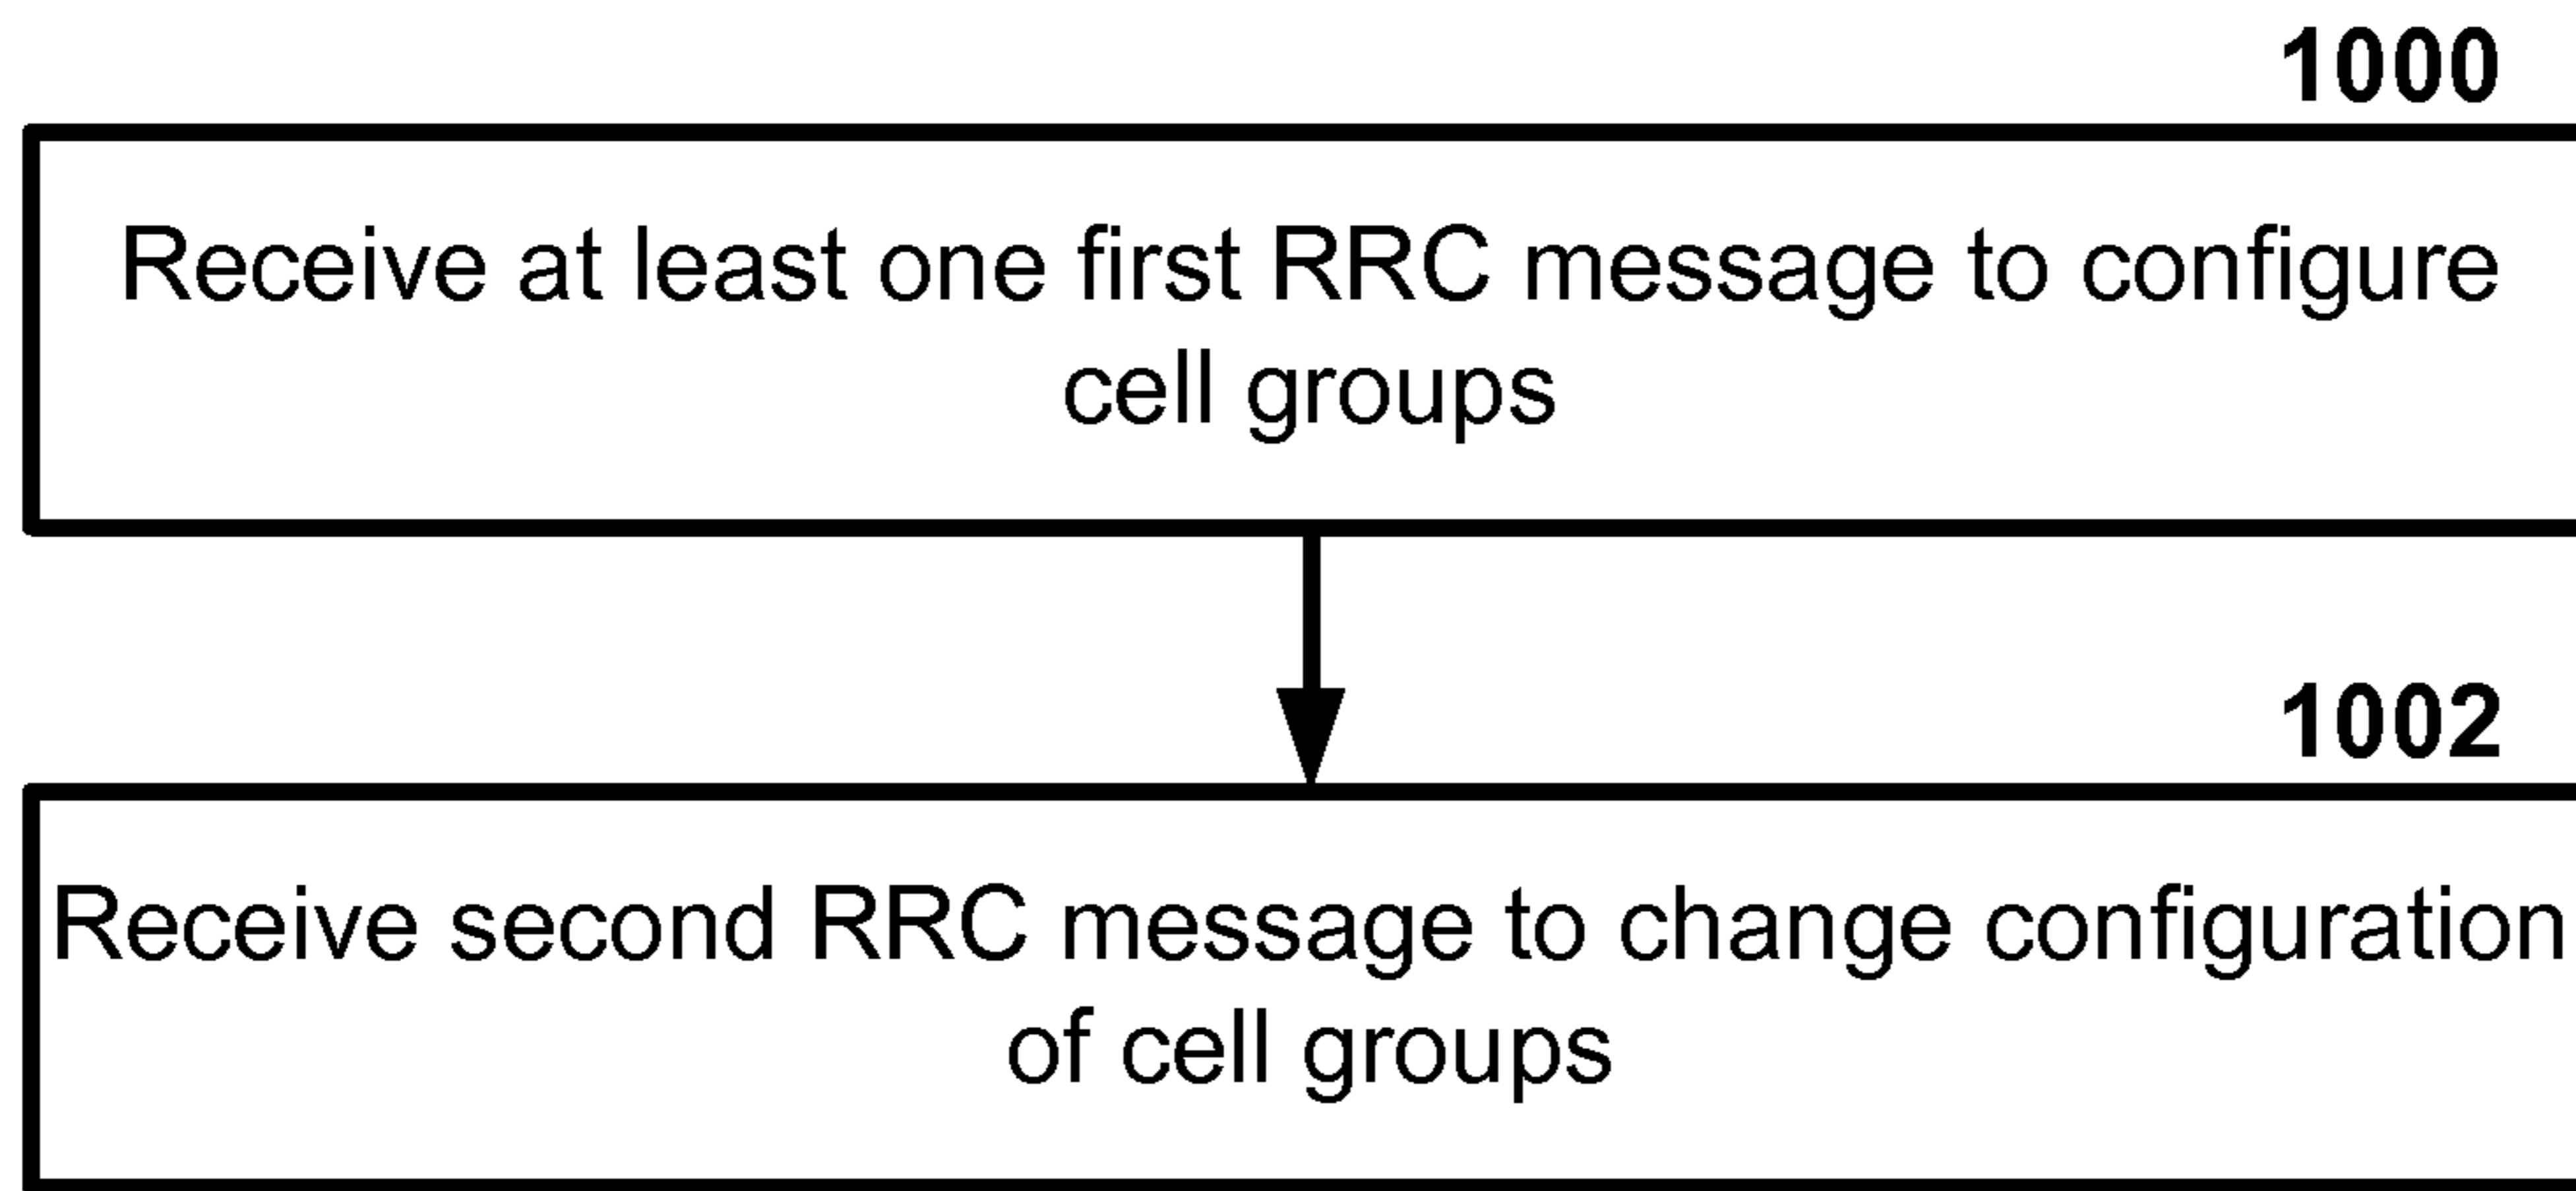 1000
Receive at least one first RRC message to configure
cell groups
1002
Receive second RRC message to change configuration
of cell groups